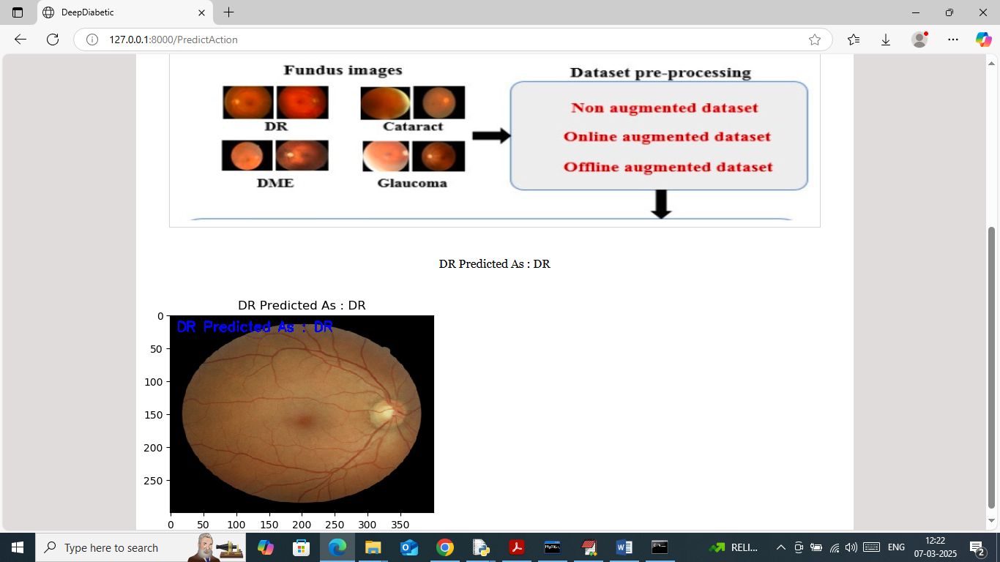 DeepDiabetic
127.0.0.1:8000/PredictAction
Fundus images
Dataset pre-processing
DR
Cataract
DME
Glaucoma
Non augmented dataset
Online augmented dataset
Offline augmented dataset
DR Predicted As : DR
DR Predicted As : DR
DR Predicted As : DR
0
50
100
150
200
250
0 50 100 150 200 250 300 350
Type here to search
RELI...
ENG
12:22
07-03-2025
2